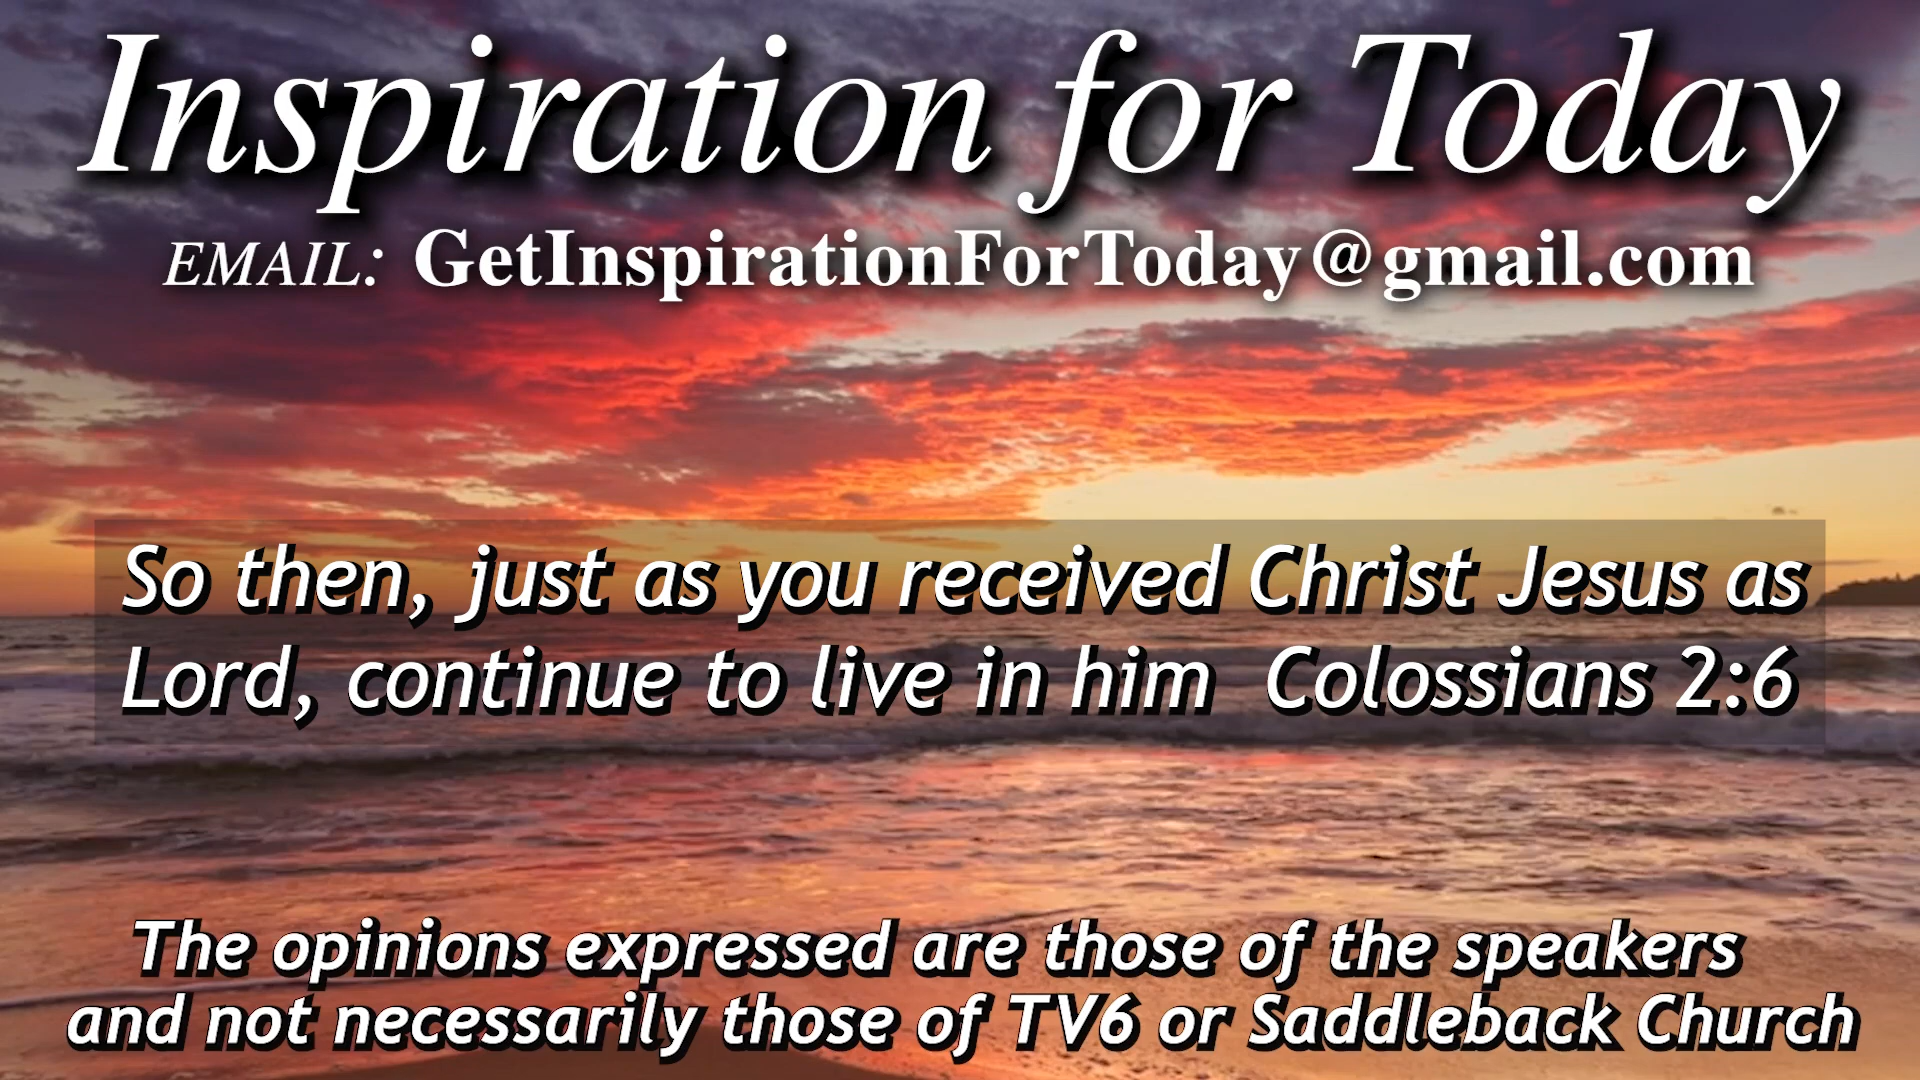 Inspiration for Today
EMAIL: GetInspirationForToday@gmail.com
So then, just as you received Christ Jesus as
Lord, continue to live in him  Colossians 2:6
The opinions expressed are those of the speakers
and not necessarily those of TV6 or Saddleback Church